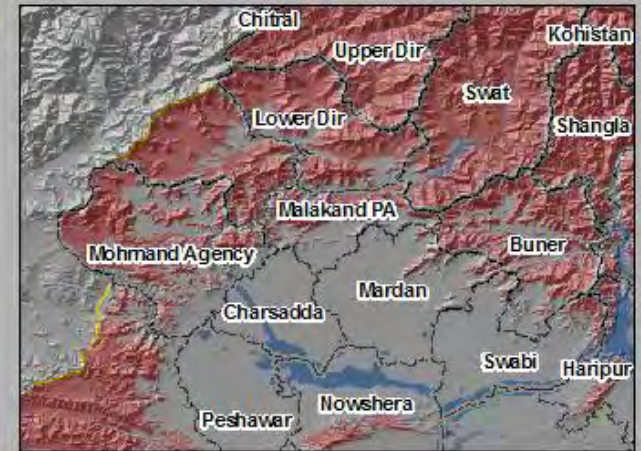 Chitral
Kohistan
Upper Dir
Swat
Lower Dir
Shangla
Malakand PA
Buner
Mohmand Agency
Mardan
Charsadda
Swabi
Haripur
Nowshera
Peshawar